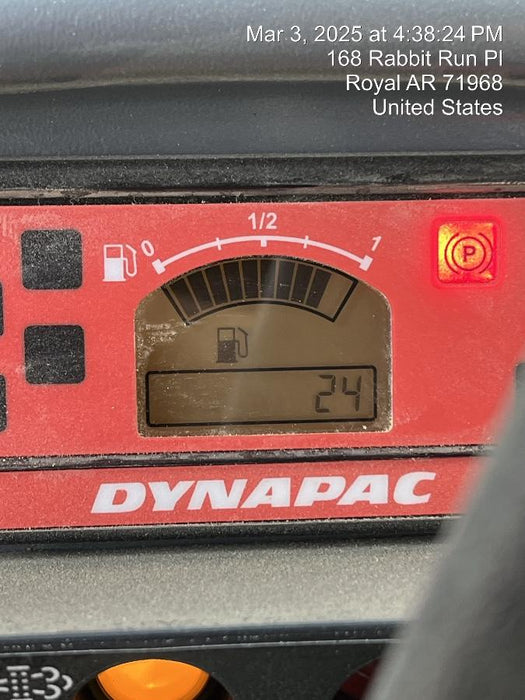 Mar 3, 2025 at 4:38:24 PM
168 Rabbit Run Pl
Royal AR 71968
United States
0 1/2 1
P
24
DYNAPAC